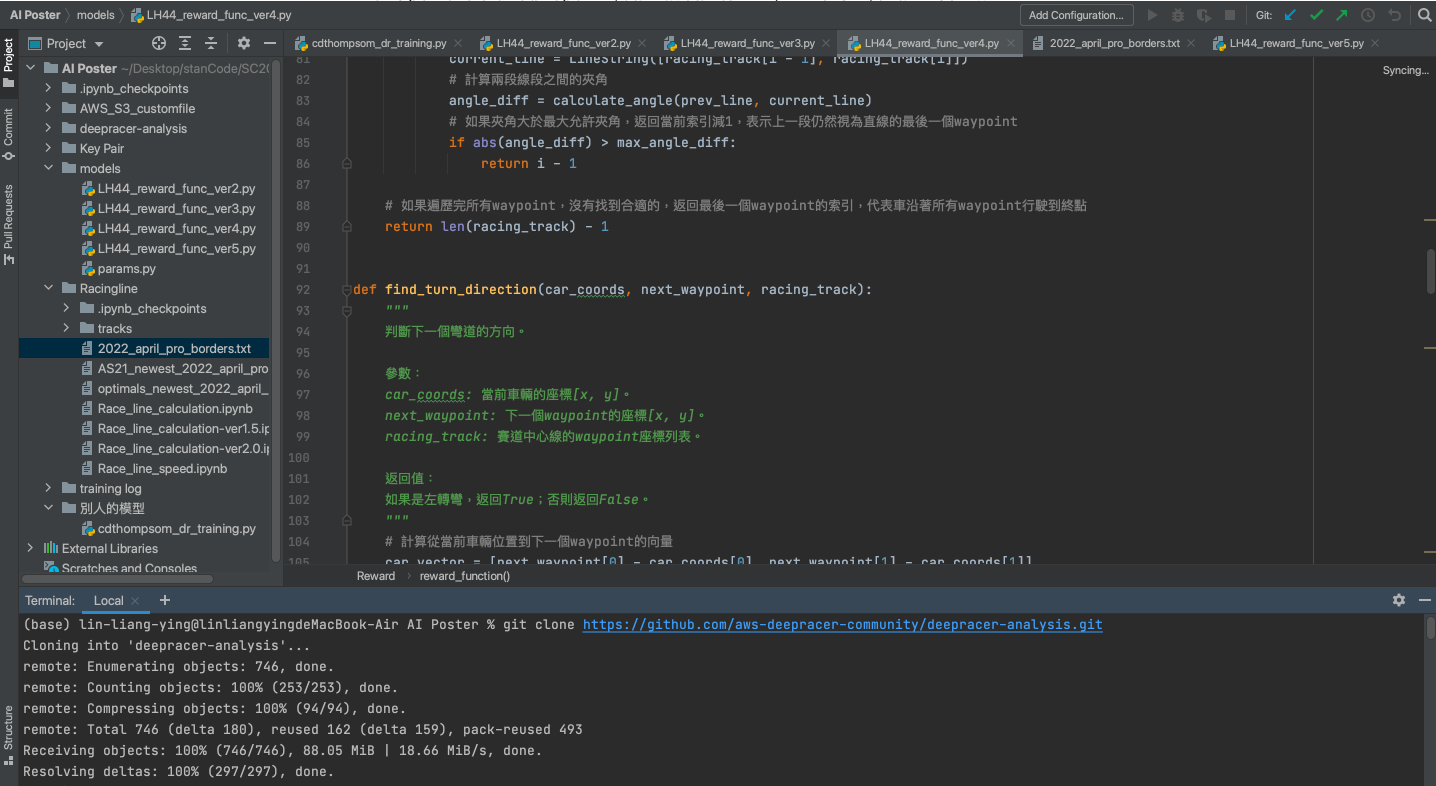 AI Poster models LH44_reward_func_ver4.py Add Configuration... Git:
Project
cdthompsom_dr_training.py LH44_reward_func_ver2.py LH44_reward_func_ver3.py LH44_reward_func_ver4.py 2022_april_pro_borders.txt LH44_reward_func_ver5.py
Project
Commit
Pull Requests
Structure
AI Poster ~/Desktop/stanCode/SC20
.ipynb_checkpoints
AWS_S3_customfile
deepracer-analysis
Key Pair
models
LH44_reward_func_ver2.py
LH44_reward_func_ver3.py
LH44_reward_func_ver4.py
LH44_reward_func_ver5.py
params.py
Racingline
.ipynb_checkpoints
tracks
2022_april_pro_borders.txt
AS21_newest_2022_april_pro
optimals_newest_2022_april_
Race_line_calculation.ipynb
Race_line_calculation-ver1.5.ip
Race_line_calculation-ver2.0.ip
Race_line_speed.ipynb
training log
別人的模型
cdthompsom_dr_training.py
External Libraries
Scratches and Consoles
Syncing...
81 current_line = LineString([racing_track[i - 1], racing_track[i]])
82 # 計算兩段線段之間的夾角
83 angle_diff = calculate_angle(prev_line, current_line)
84 # 如果夾角大於最大允許夾角，返回當前索引減1，表示上一段仍然視為直線的最後一個waypoint
85 if abs(angle_diff) > max_angle_diff:
86 return i - 1
87
88 # 如果遍歷完所有waypoint，沒有找到合適的，返回最後一個waypoint的索引，代表車沿著所有waypoint行駛到終點
89 return len(racing_track) - 1
90
91
92 def find_turn_direction(car_coords, next_waypoint, racing_track):
93 """
94 判斷下一個彎道的方向。
95
96 參數：
97 car_coords: 當前車輛的座標[x, y]。
98 next_waypoint: 下一個waypoint的座標[x, y]。
99 racing_track: 賽道中心線的waypoint座標列表。
100
101 返回值：
102 如果是左轉彎，返回True；否則返回False。
103 """
104 # 計算從當前車輛位置到下一個waypoint的向量
105 car_vector = [next_waypoint[0] - car_coords[0], next_waypoint[1] - car_coords[1]]
Reward reward_function()
Terminal: Local
(base) lin-liang-ying@linliangyingdeMacBook-Air AI Poster % git clone https://github.com/aws-deepracer-community/deepracer-analysis.git
Cloning into 'deepracer-analysis'...
remote: Enumerating objects: 746, done.
remote: Counting objects: 100% (253/253), done.
remote: Compressing objects: 100% (94/94), done.
remote: Total 746 (delta 180), reused 162 (delta 159), pack-reused 493
Receiving objects: 100% (746/746), 88.05 MiB | 18.66 MiB/s, done.
Resolving deltas: 100% (297/297), done.